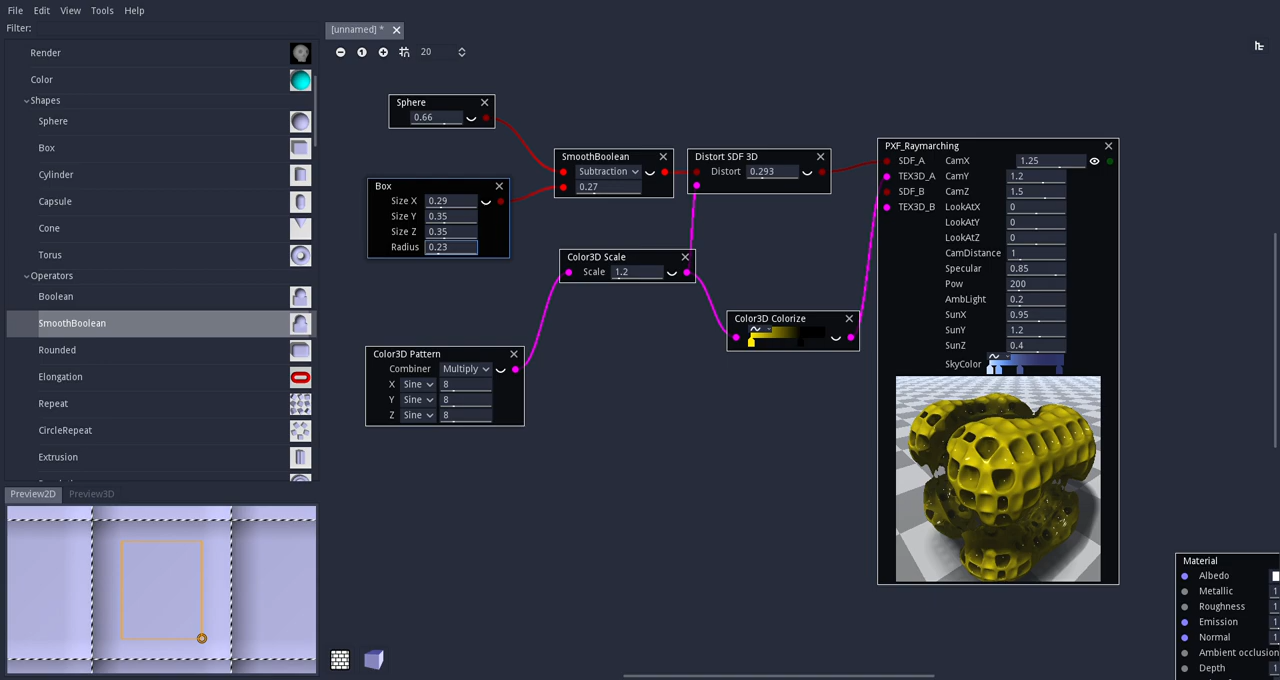 File Edit View Tools Help
Filter:
Render
Color
Shapes
Sphere
Box
Cylinder
Capsule
Cone
Torus
Operators
Boolean
SmoothBoolean
Rounded
Elongation
Repeat
CircleRepeat
Extrusion
Preview2D Preview3D
[unnamed] *
20
Sphere
0.66
Box
Size X 0.29
Size Y 0.35
Size Z 0.35
Radius 0.23
SmoothBoolean
Subtraction
0.27
Distort SDF 3D
Distort 0.293
Color3D Scale
Scale 1.2
Color3D Colorize
Color3D Pattern
Combiner Multiply
X Sine 8
Y Sine 8
Z Sine 8
PXF_Raymarching
SDF_A CamX 1.25
TEX3D_A CamY 1.2
SDF_B CamZ 1.5
TEX3D_B LookAtX 0
LookAtY 0
LookAtZ 0
CamDistance 1
Specular 0.85
Pow 200
AmbLight 0.2
SunX 0.95
SunY 1.2
SunZ 0.4
SkyColor
Material
Albedo
Metallic 1
Roughness 1
Emission 1
Normal 1
Ambient occlusion
Depth 1